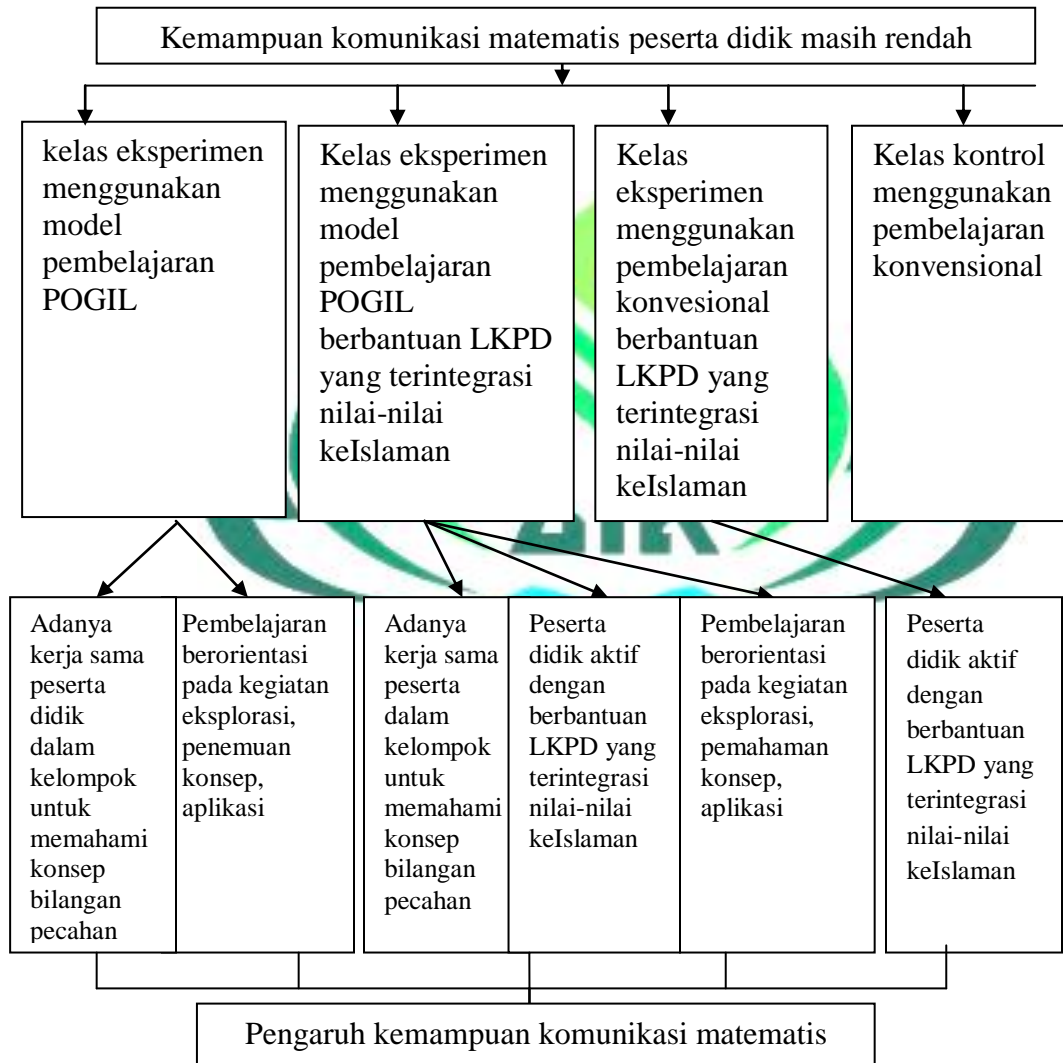 Kemampuan komunikasi matematis peserta didik masih rendah
kelas eksperimen
menggunakan
model
pembelajaran
POGIL
Kelas eksperimen
menggunakan
model
pembelajaran
POGIL
berbantuan LKPD
yang terintegrasi
nilai-nilai
keIslaman
Kelas
eksperimen
menggunakan
pembelajaran
konvesional
berbantuan
LKPD yang
terintegrasi
nilai-nilai
keIslaman
Kelas kontrol
menggunakan
pembelajaran
konvensional
Adanya
kerja sama
peserta
didik
dalam
kelompok
untuk
memahami
konsep
bilangan
pecahan
Pembelajaran
berorientasi
pada kegiatan
eksplorasi,
penemuan
konsep,
aplikasi
Adanya
kerja sama
peserta
dalam
kelompok
untuk
memahami
konsep
bilangan
pecahan
Peserta
didik aktif
dengan
berbantuan
LKPD yang
terintegrasi
nilai-nilai
keIslaman
Pembelajaran
berorientasi
pada kegiatan
eksplorasi,
pemahaman
konsep,
aplikasi
Peserta
didik aktif
dengan
berbantuan
LKPD yang
terintegrasi
nilai-nilai
keIslaman
Pengaruh kemampuan komunikasi matematis